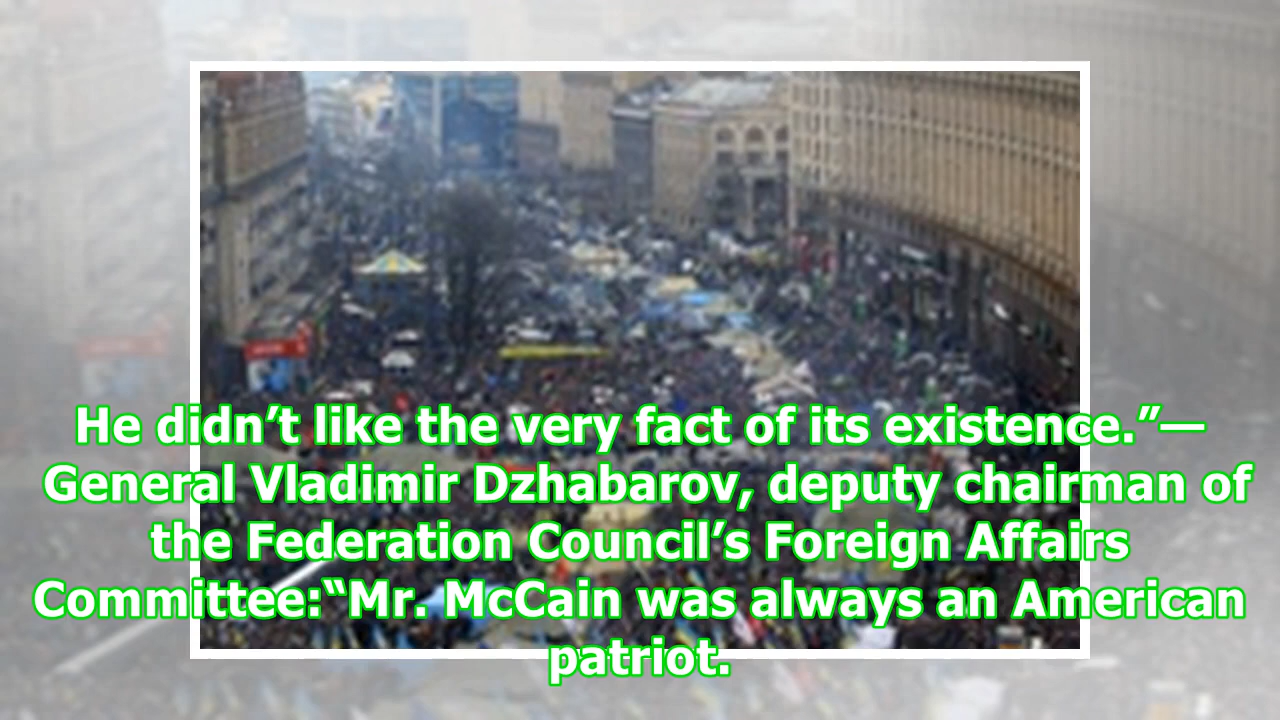 He didn’t like the very fact of its existence.”—
General Vladimir Dzhabarov, deputy chairman of
the Federation Council’s Foreign Affairs
Committee:“Mr. McCain was always an American
patriot.